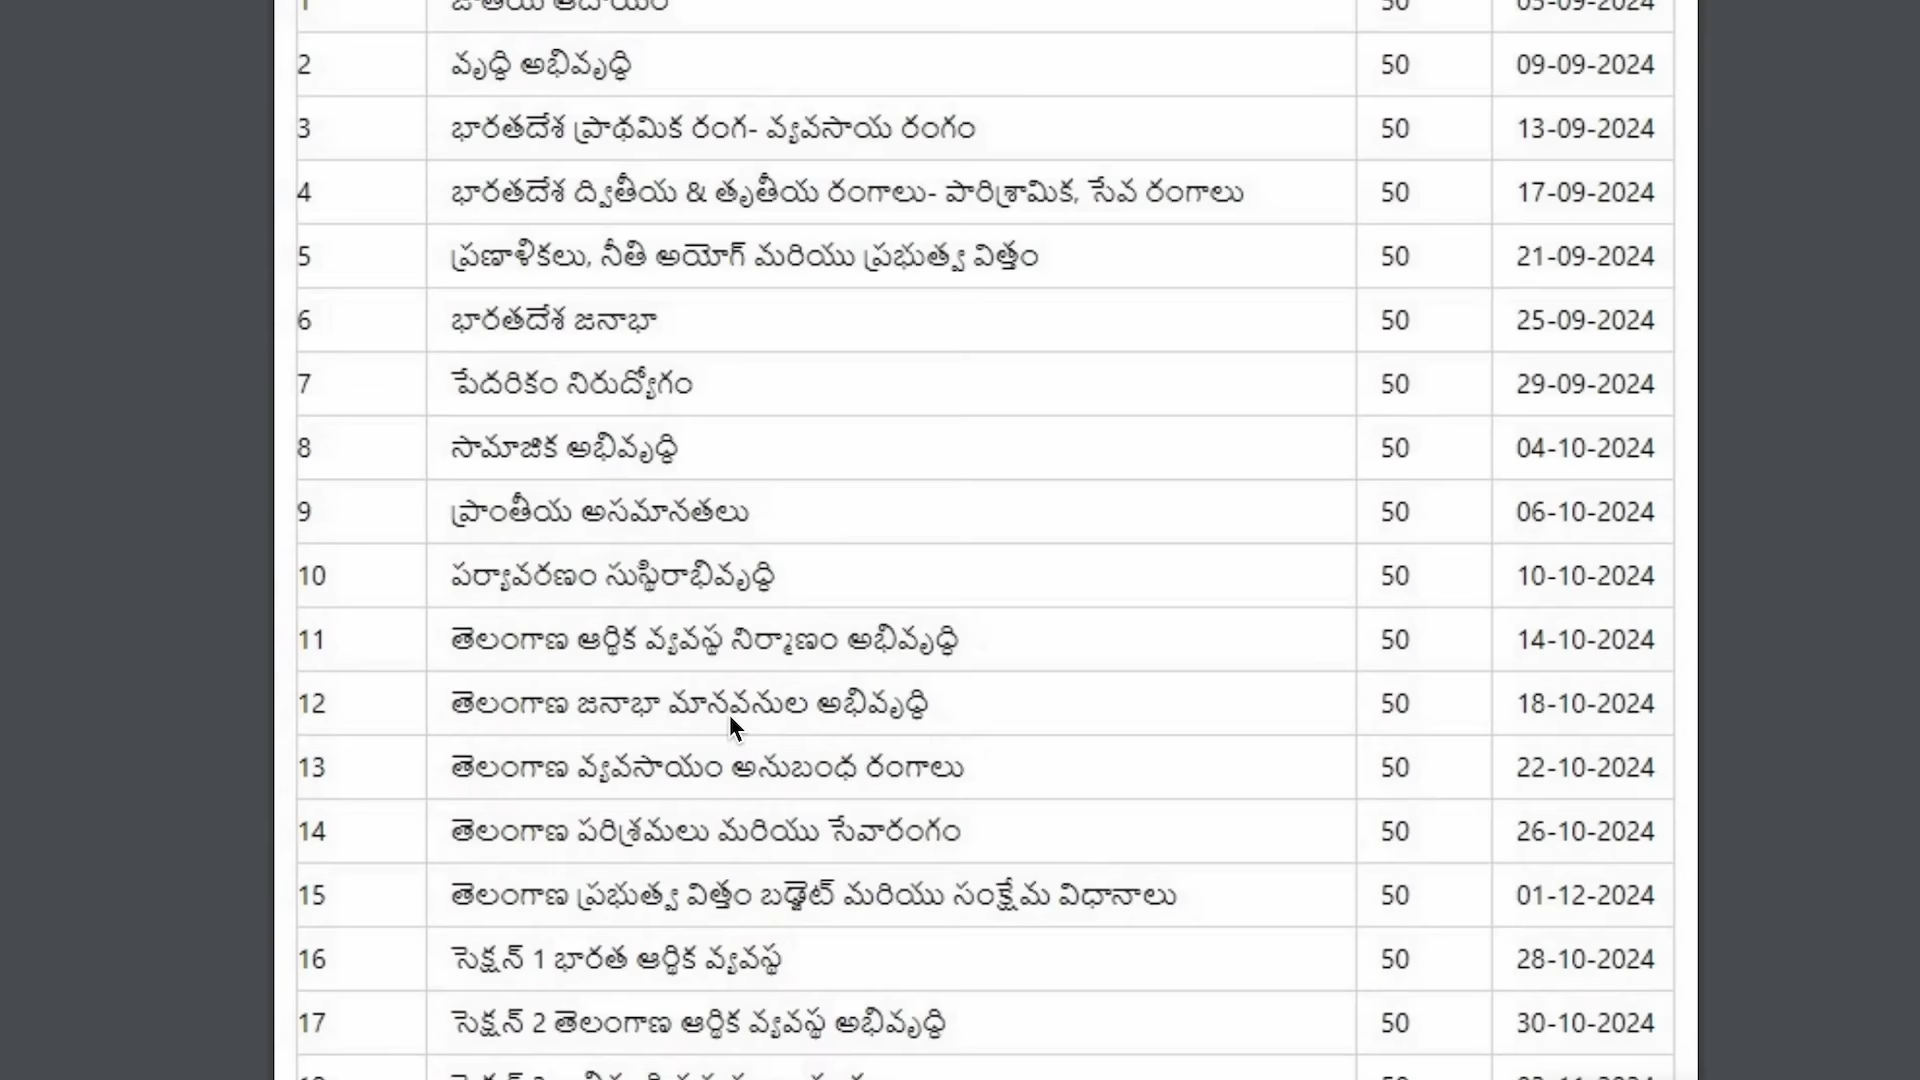 జాతీయ ఆదాయం 50 05-09-2024
2 వృద్ధి అభివృద్ధి 50 09-09-2024
3 భారతదేశ ప్రాథమిక రంగ- వ్యవసాయ రంగం 50 13-09-2024
4 భారతదేశ ద్వితీయ & తృతీయ రంగాలు- పారిశ్రామిక, సేవ రంగాలు 50 17-09-2024
5 ప్రణాళికలు, నీతి అయోగ్ మరియు ప్రభుత్వ విత్తం 50 21-09-2024
6 భారతదేశ జనాభా 50 25-09-2024
7 పేదరికం నిరుద్యోగం 50 29-09-2024
8 సామాజిక అభివృద్ధి 50 04-10-2024
9 ప్రాంతీయ అసమానతలు 50 06-10-2024
10 పర్యావరణం సుస్థిరాభివృద్ధి 50 10-10-2024
11 తెలంగాణ ఆర్థిక వ్యవస్థ నిర్మాణం అభివృద్ధి 50 14-10-2024
12 తెలంగాణ జనాభా మానవనుల అభివృద్ధి 50 18-10-2024
13 తెలంగాణ వ్యవసాయం అనుబంధ రంగాలు 50 22-10-2024
14 తెలంగాణ పరిశ్రమలు మరియు సేవారంగం 50 26-10-2024
15 తెలంగాణ ప్రభుత్వ విత్తం బడ్జెట్ మరియు సంక్షేమ విధానాలు 50 01-12-2024
16 సెక్షన్ 1 భారత ఆర్థిక వ్యవస్థ 50 28-10-2024
17 సెక్షన్ 2 తెలంగాణ ఆర్థిక వ్యవస్థ అభివృద్ధి 50 30-10-2024